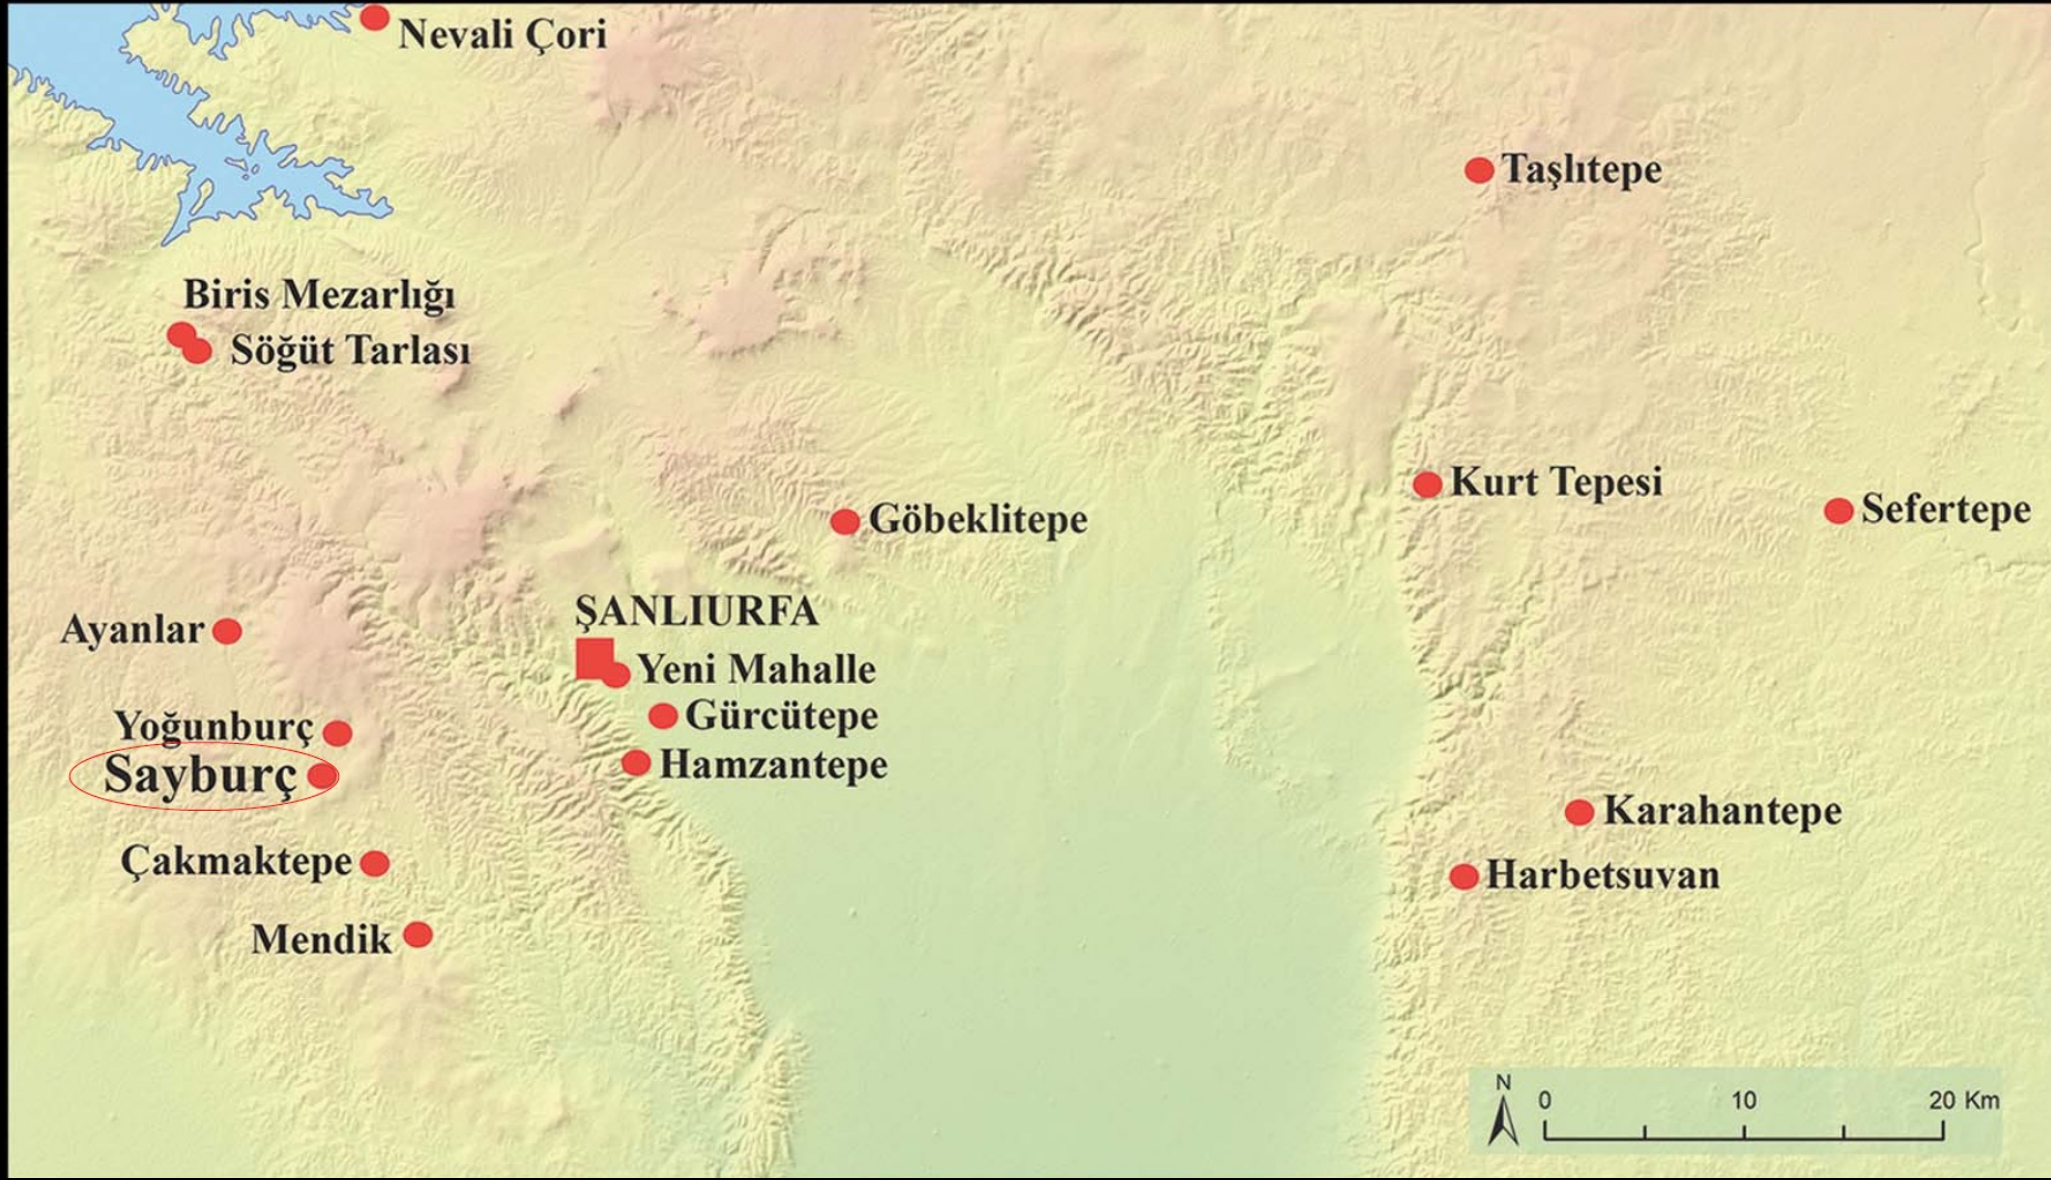 Nevali Çori
Taşlıtepe
Biris Mezarlığı
Söğüt Tarlası
Kurt Tepesi
Sefertepe
Göbeklitepe
ŞANLIURFA
Ayanlar
Yeni Mahalle
Gürcütepe
Yoğunburç
Hamzantepe
Sayburç
Karahantepe
Çakmaktepe
Harbetsuvan
Mendik
N
0 10 20 Km